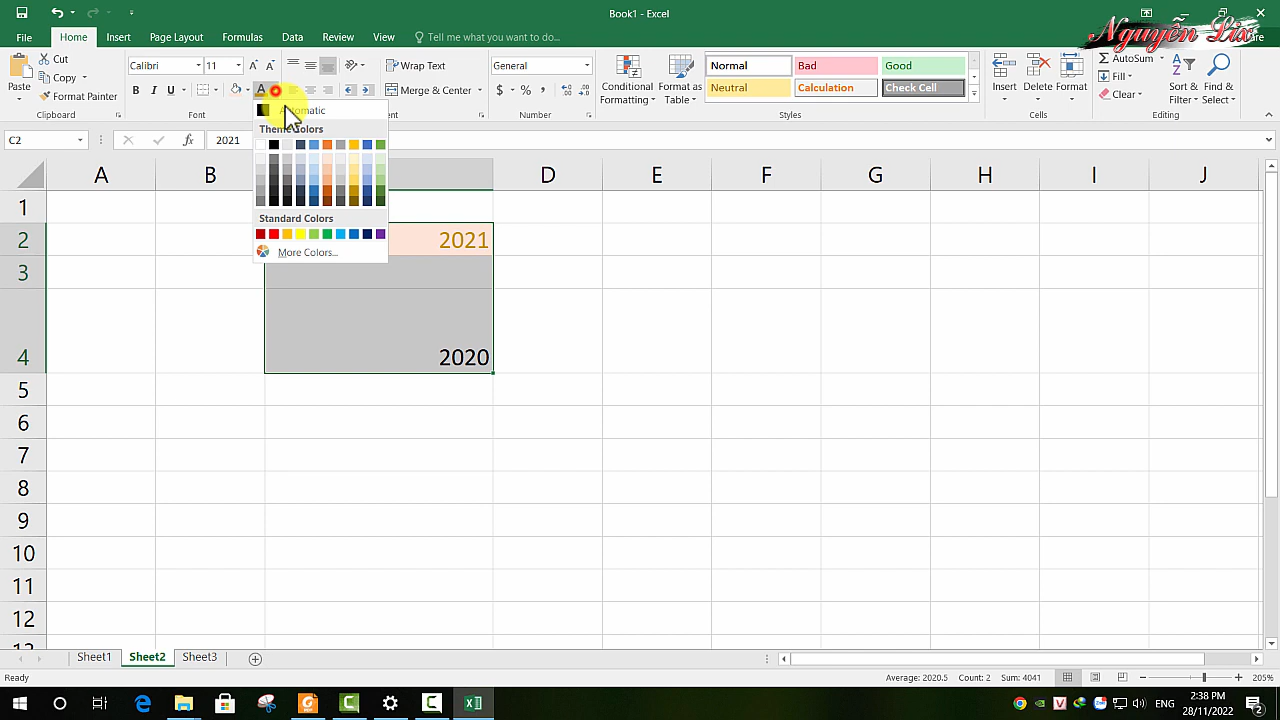 Book1 - Excel
Nguyễn Lix
File Home Insert Page Layout Formulas Data Review View Tell me what you want to do...
Cut
Copy
Format Painter
Paste
Calibri 11
B I U
Wrap Text
Merge & Center
General
$ % ,
Conditional Formatting
Format as Table
Normal Bad Good
Neutral Calculation Check Cell
Insert Delete Format
AutoSum
Fill
Clear
Sort & Filter
Find & Select
Clipboard Font Number Styles Cells Editing
C2 fx 2021
Theme Colors
Standard Colors
More Colors...
A B D E F G H I J
1
2 2021
3
4 2020
5
6
7
8
9
10
11
12
Sheet1 Sheet2 Sheet3
Ready Average: 2020.5 Count: 2 Sum: 4041 205%
ENG 2:38 PM
28/11/2022